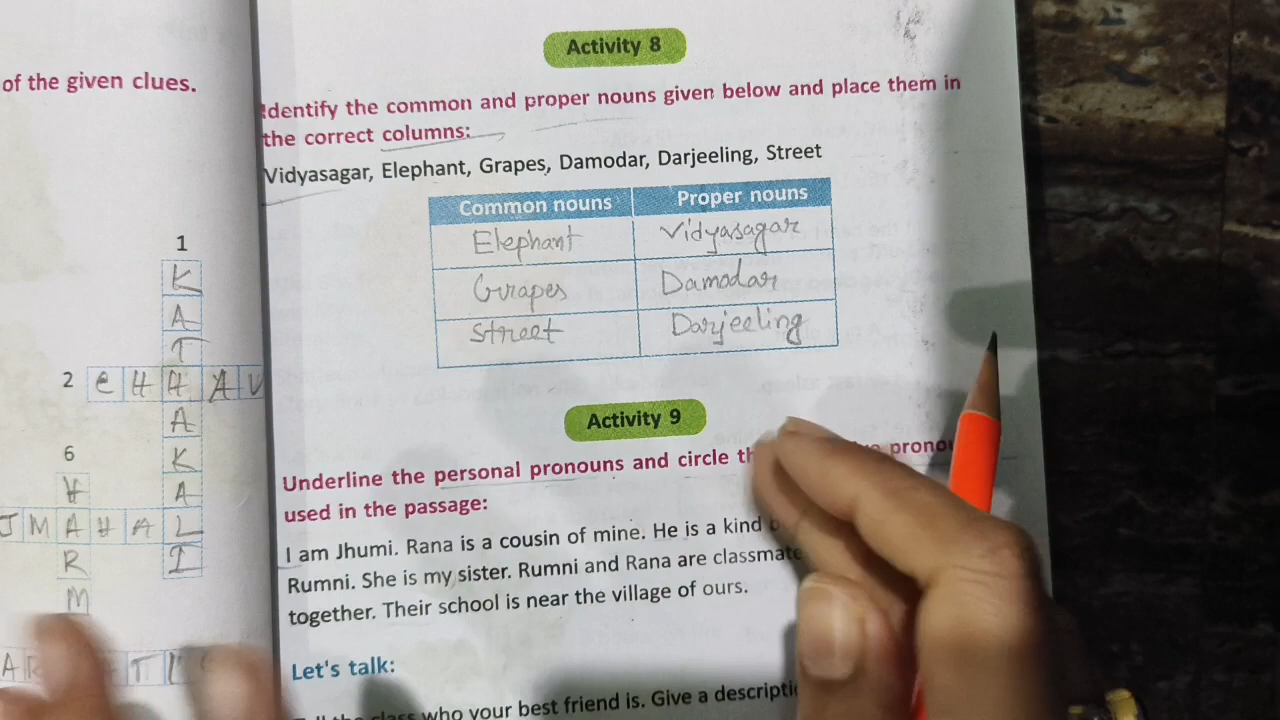 of the given clues.
1
K
A
T
2 C H H A V
A
6 K
H A
J M A H A L
R I
M
A
T I
Activity 8
Identify the common and proper nouns given below and place them in
the correct columns:
Vidyasagar, Elephant, Grapes, Damodar, Darjeeling, Street
Common nouns Proper nouns
Elephant Vidyasagar
Grapes Damodar
Street Darjeeling
Activity 9
Underline the personal pronouns and circle
used in the passage:
I am Jhumi. Rana is a cousin of mine. He is a kind
Rumni. She is my sister. Rumni and Rana are
together. Their school is near the village of ours.
Let's talk:
who your best friend is. Give a